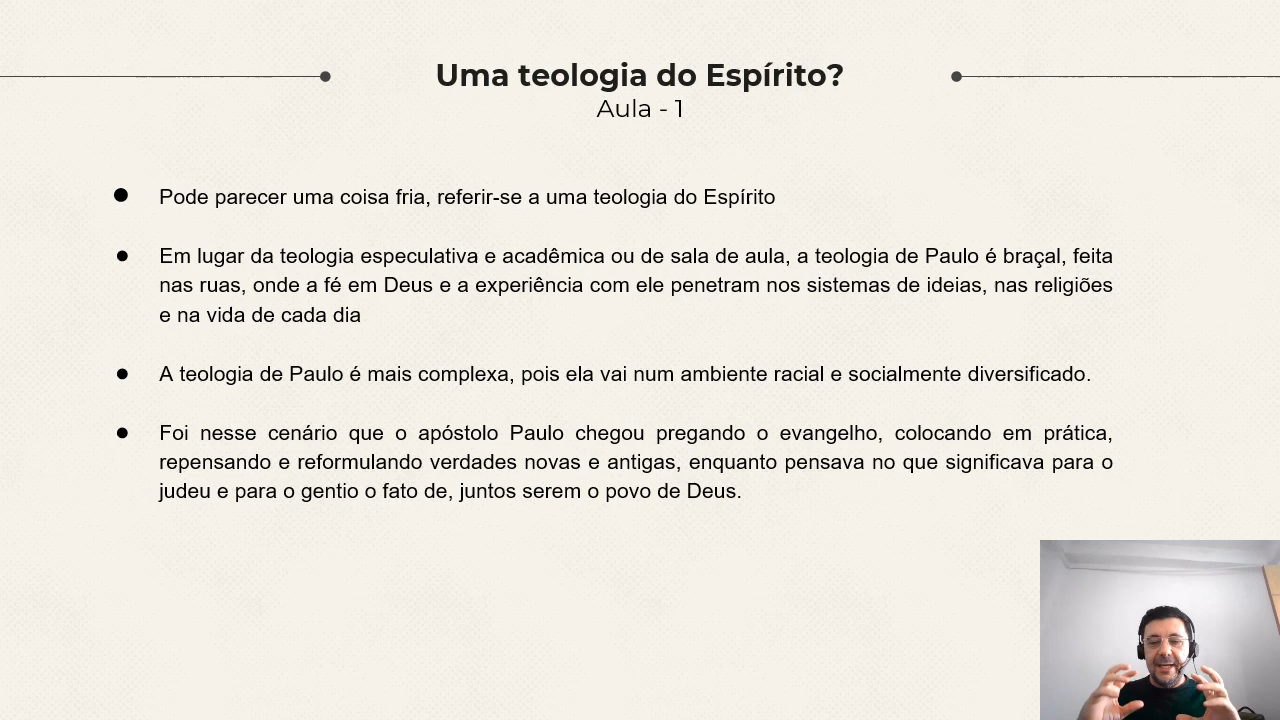 Uma teologia do Espírito?
Aula - 1
● Pode parecer uma coisa fria, referir-se a uma teologia do Espírito
● Em lugar da teologia especulativa e acadêmica ou de sala de aula, a teologia de Paulo é braçal, feita
nas ruas, onde a fé em Deus e a experiência com ele penetram nos sistemas de ideias, nas religiões
e na vida de cada dia
● A teologia de Paulo é mais complexa, pois ela vai num ambiente racial e socialmente diversificado.
● Foi nesse cenário que o apóstolo Paulo chegou pregando o evangelho, colocando em prática,
repensando e reformulando verdades novas e antigas, enquanto pensava no que significava para o
judeu e para o gentio o fato de, juntos serem o povo de Deus.